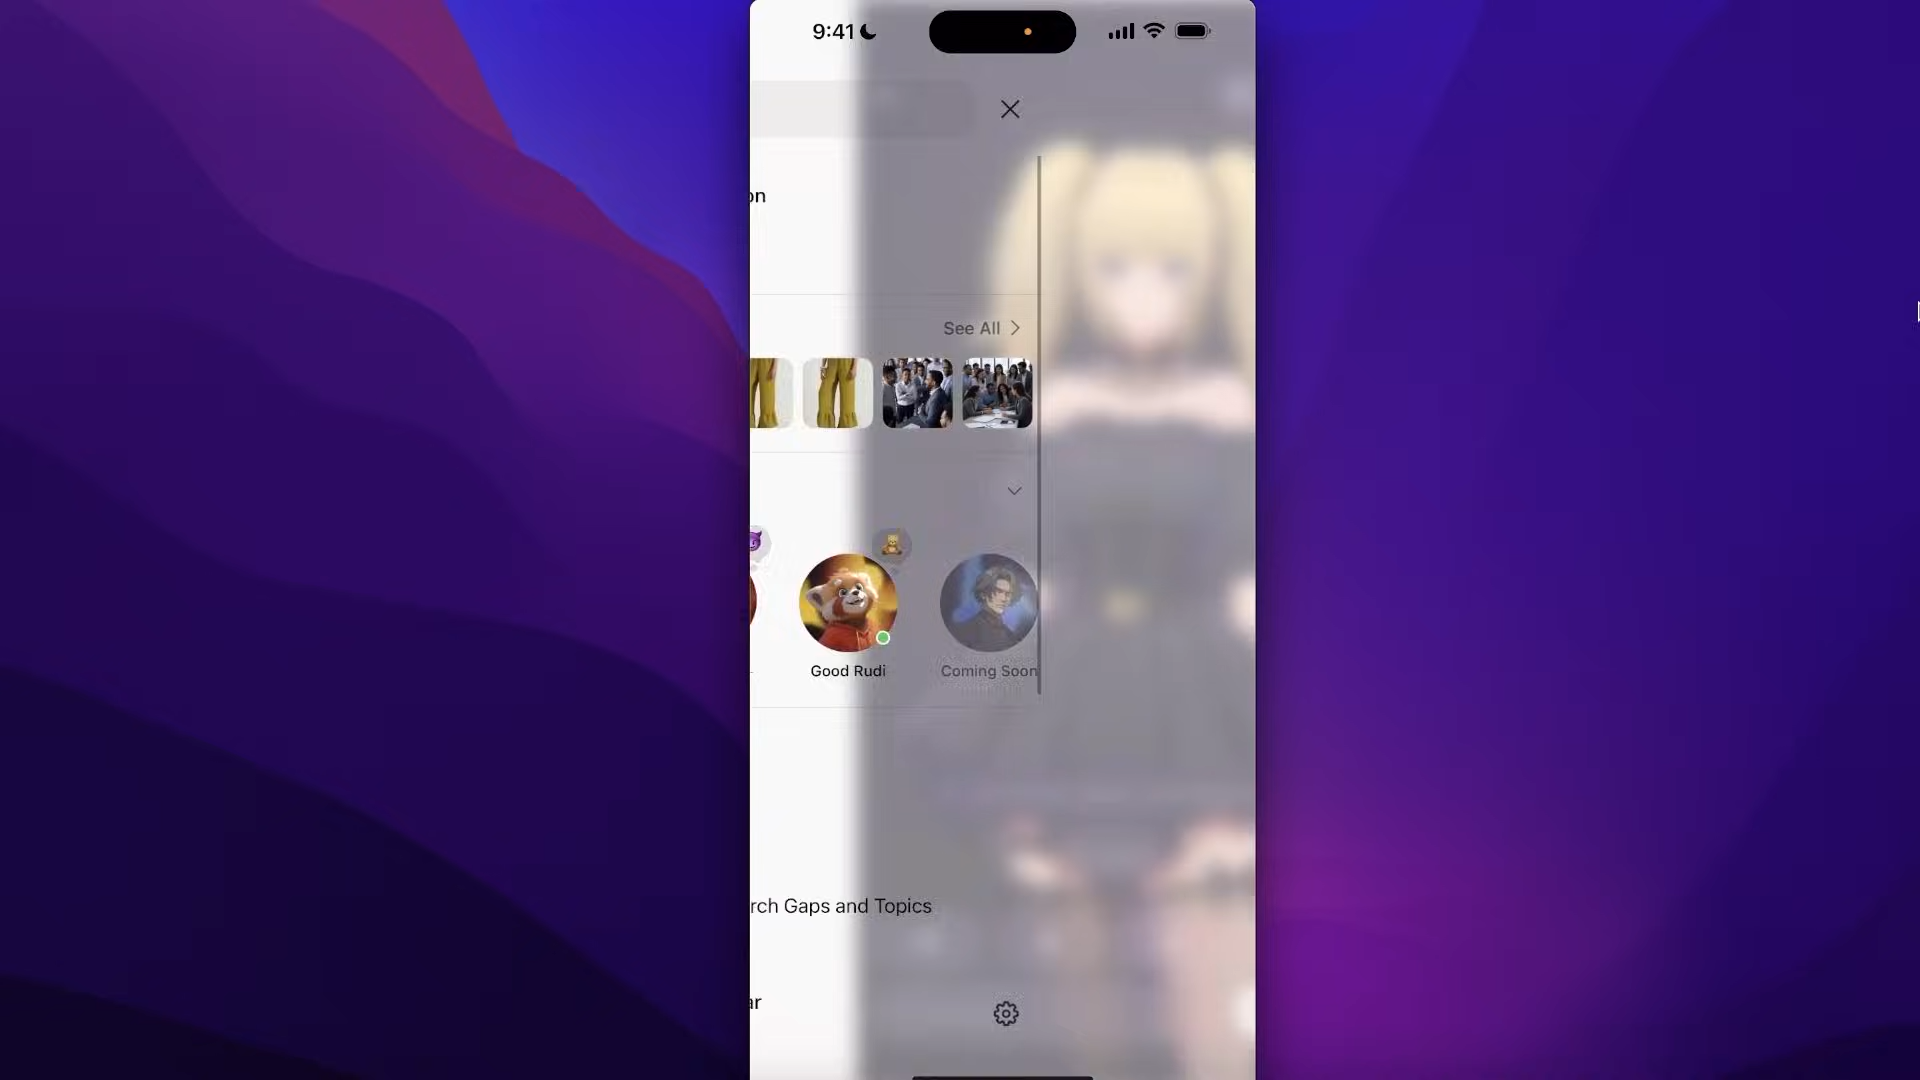 9:41
on
See All
Good Rudi
Coming Soon
rch Gaps and Topics
ar